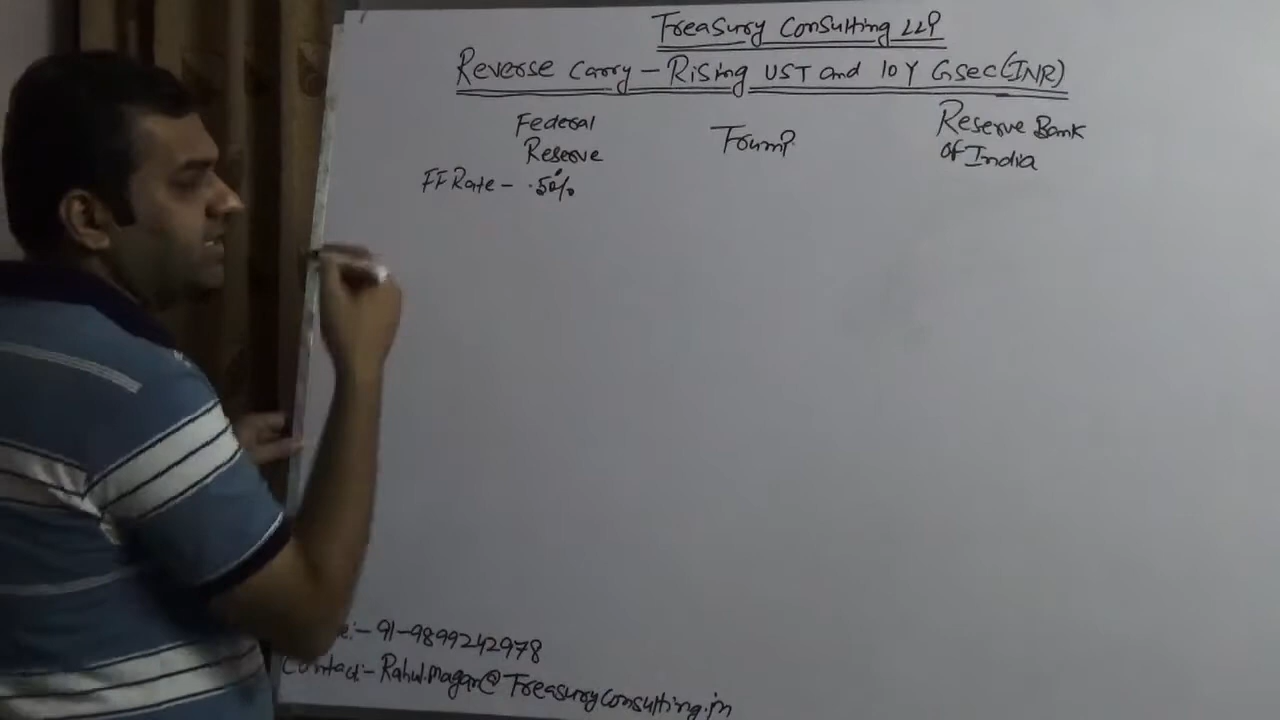 Treasury Consulting LLP
Reverse Carry - Rising UST and 10Y Gsec (INR)
Federal Reserve
FF Rate - .50%
Trump
Reserve Bank of India
:- 91-9899242978
Contact:- Rahul.Magan@Treasuryconsulting.in